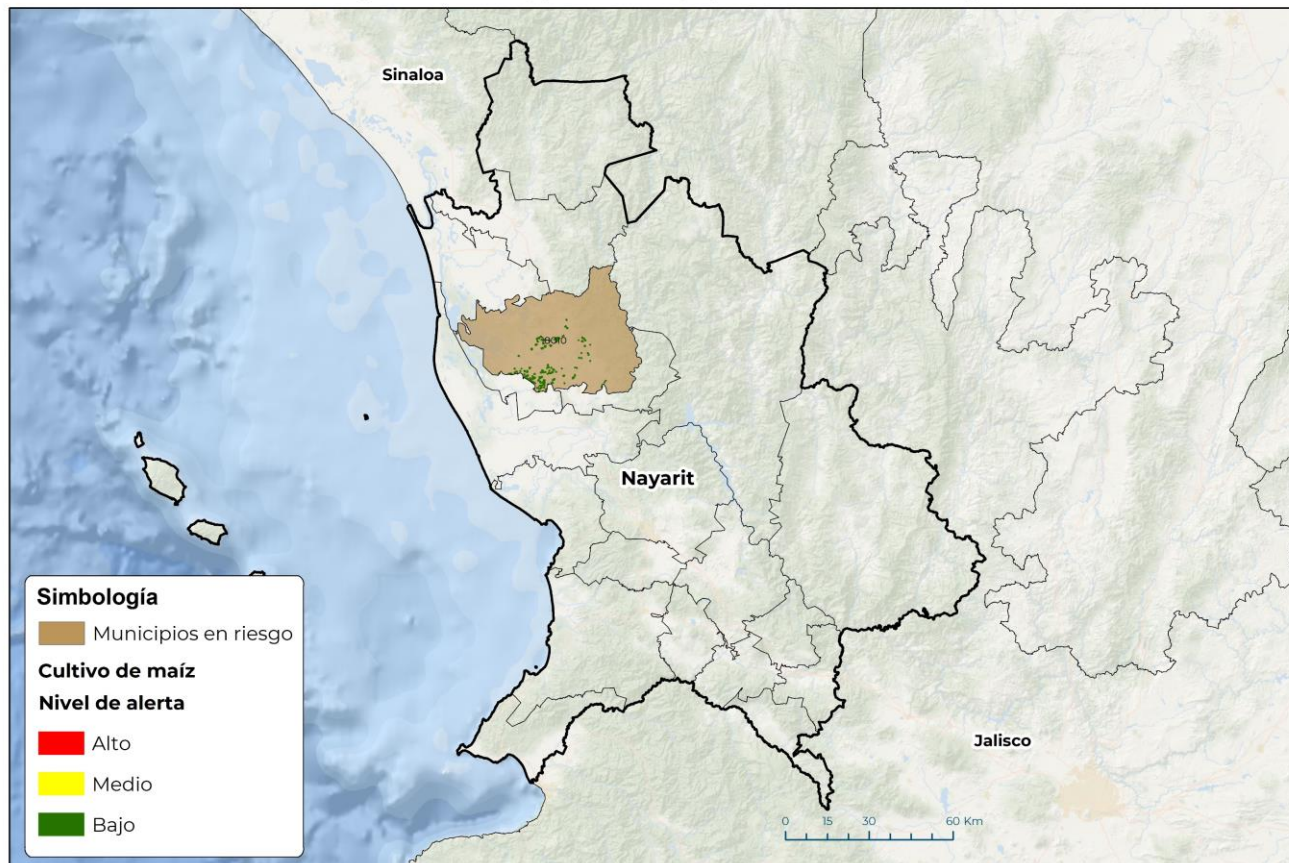 Sinaloa
Nayarit
Jalisco
Simbología
Municipios en riesgo
Cultivo de maíz
Nivel de alerta
Alto
Medio
Bajo
0 15 30 60 Km